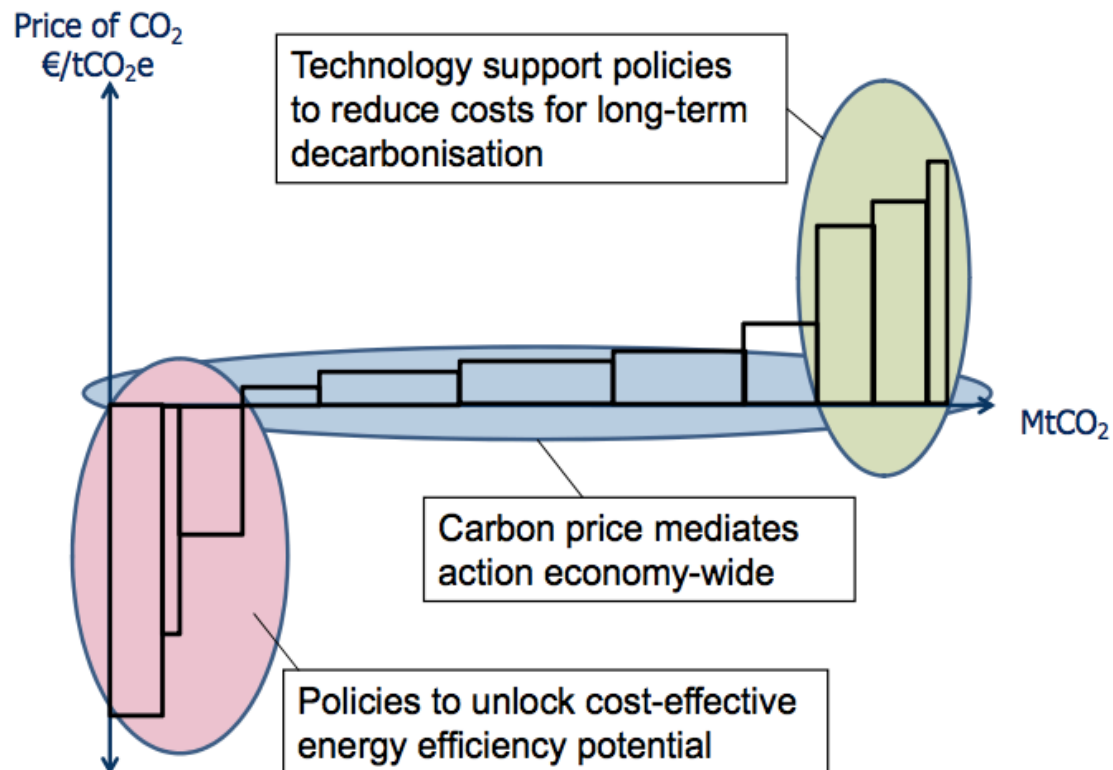 Price of CO₂
€/tCO₂e
Technology support policies
to reduce costs for long-term
decarbonisation
MtCO₂
Carbon price mediates
action economy-wide
Policies to unlock cost-effective
energy efficiency potential